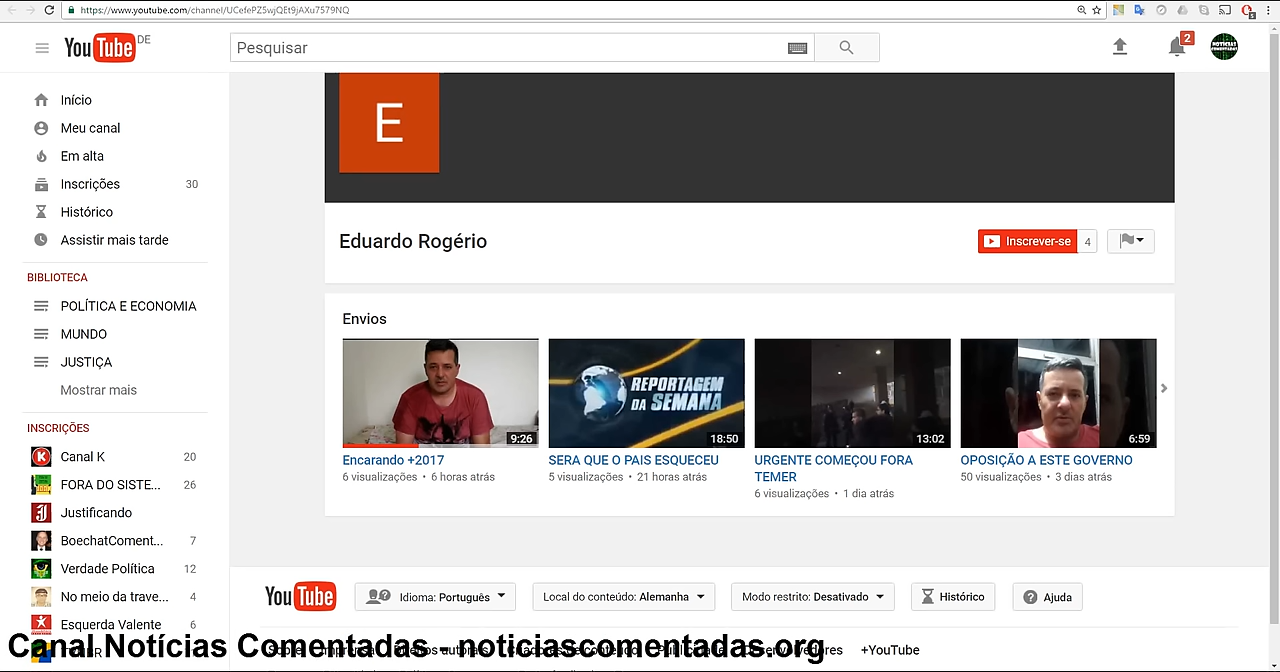 https://www.youtube.com/channel/UCefePZ5wjQEt9jAXu7579NQ
YouTube DE
Pesquisar
2
NOTÍCIAS COMENTADAS
Início
Meu canal
Em alta
Inscrições 30
Histórico
Assistir mais tarde
BIBLIOTECA
POLÍTICA E ECONOMIA
MUNDO
JUSTIÇA
Mostrar mais
INSCRIÇÕES
Canal K 20
FORA DO SISTE... 26
Justificando
BoechatComent... 7
Verdade Política 12
No meio da trave... 4
Esquerda Valente 6
E
Eduardo Rogério
Inscrever-se 4
Envios
9:26
Encarando +2017
6 visualizações • 6 horas atrás
REPORTAGEM
DA SEMANA
18:50
SERA QUE O PAIS ESQUECEU
5 visualizações • 21 horas atrás
13:02
URGENTE COMEÇOU FORA
TEMER
6 visualizações • 1 dia atrás
6:59
OPOSIÇÃO A ESTE GOVERNO
50 visualizações • 3 dias atrás
YouTube
Idioma: Português
Local do conteúdo: Alemanha
Modo restrito: Desativado
Histórico
Ajuda
+YouTube
Canal Notícias Comentadas - noticiascomentadas.org